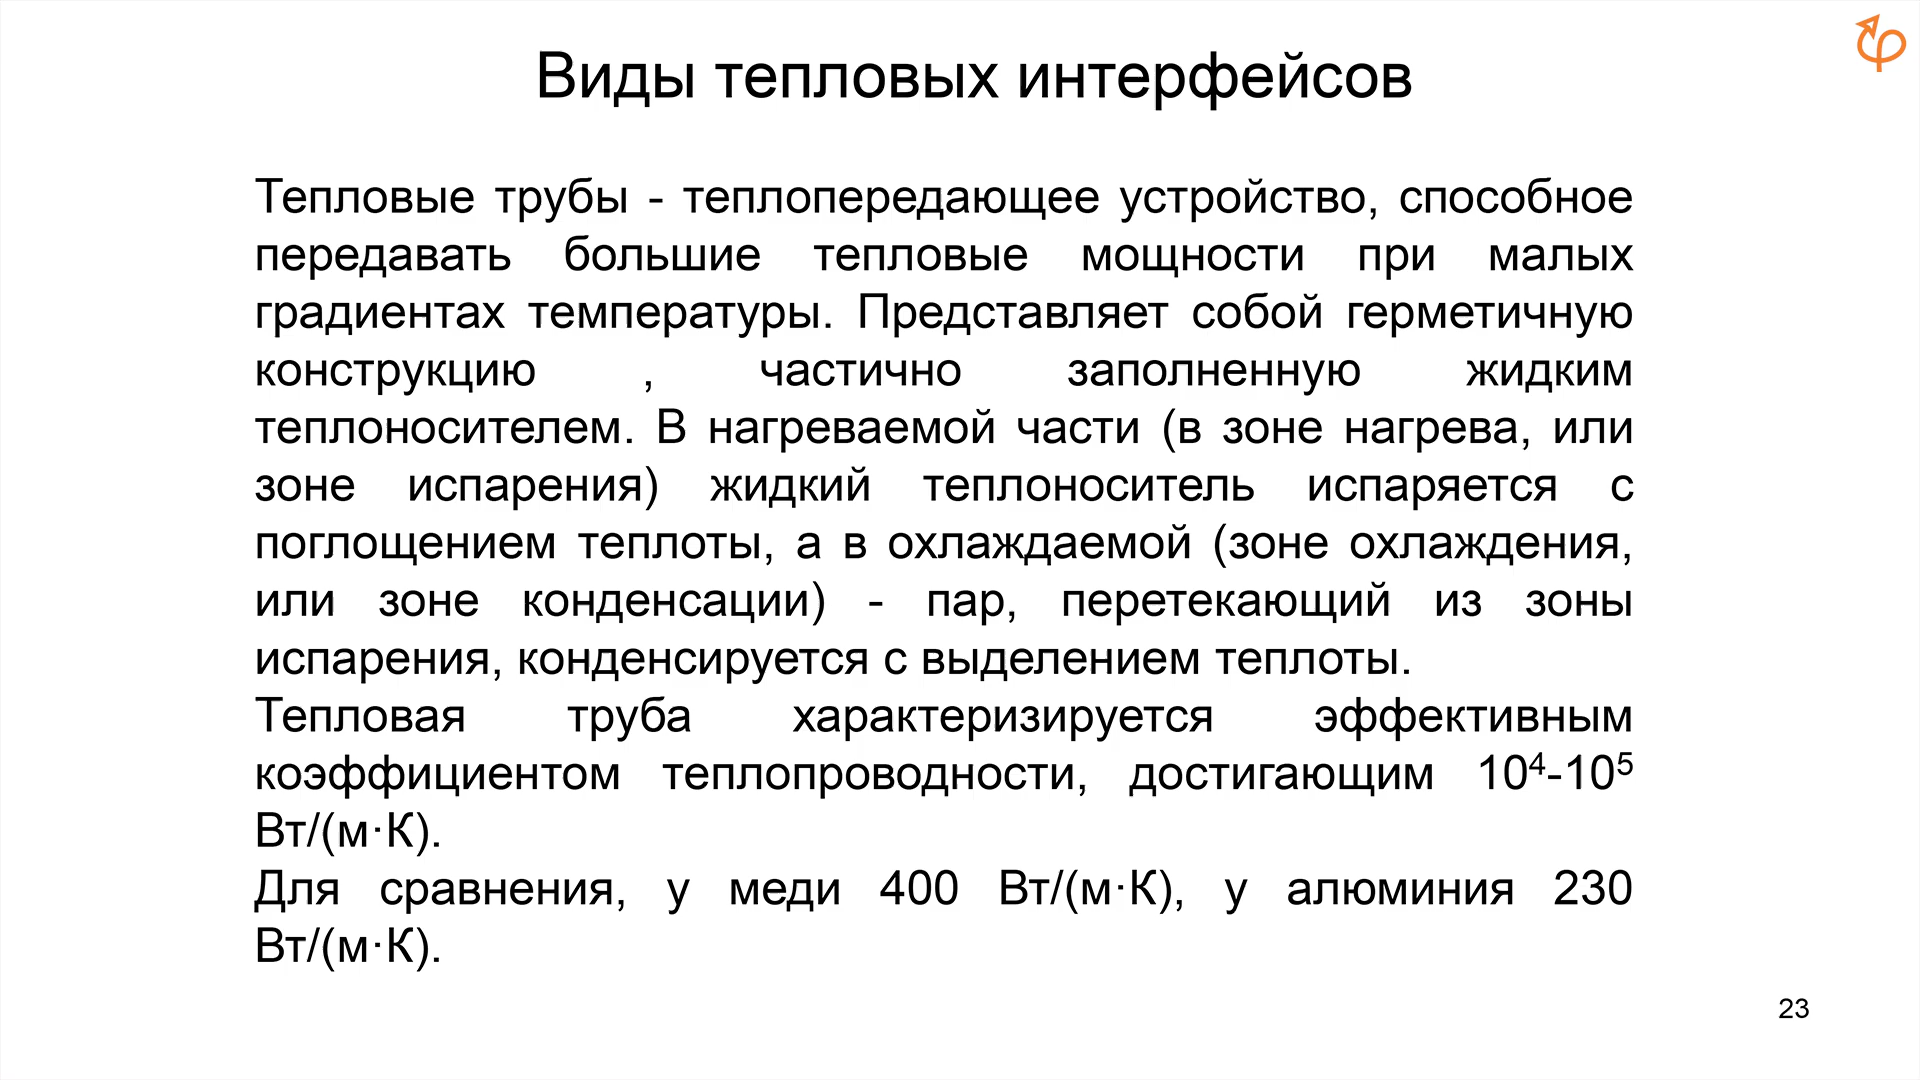 Виды тепловых интерфейсов
Тепловые трубы - теплопередающее устройство, способное
передавать большие тепловые мощности при малых
градиентах температуры. Представляет собой герметичную
конструкцию , частично заполненную жидким
теплоносителем. В нагреваемой части (в зоне нагрева, или
зоне испарения) жидкий теплоноситель испаряется с
поглощением теплоты, а в охлаждаемой (зоне охлаждения,
или зоне конденсации) - пар, перетекающий из зоны
испарения, конденсируется с выделением теплоты.
Тепловая труба характеризируется эффективным
коэффициентом теплопроводности, достигающим 10⁴-10⁵
Вт/(м·К).
Для сравнения, у меди 400 Вт/(м·К), у алюминия 230
Вт/(м·К).
23